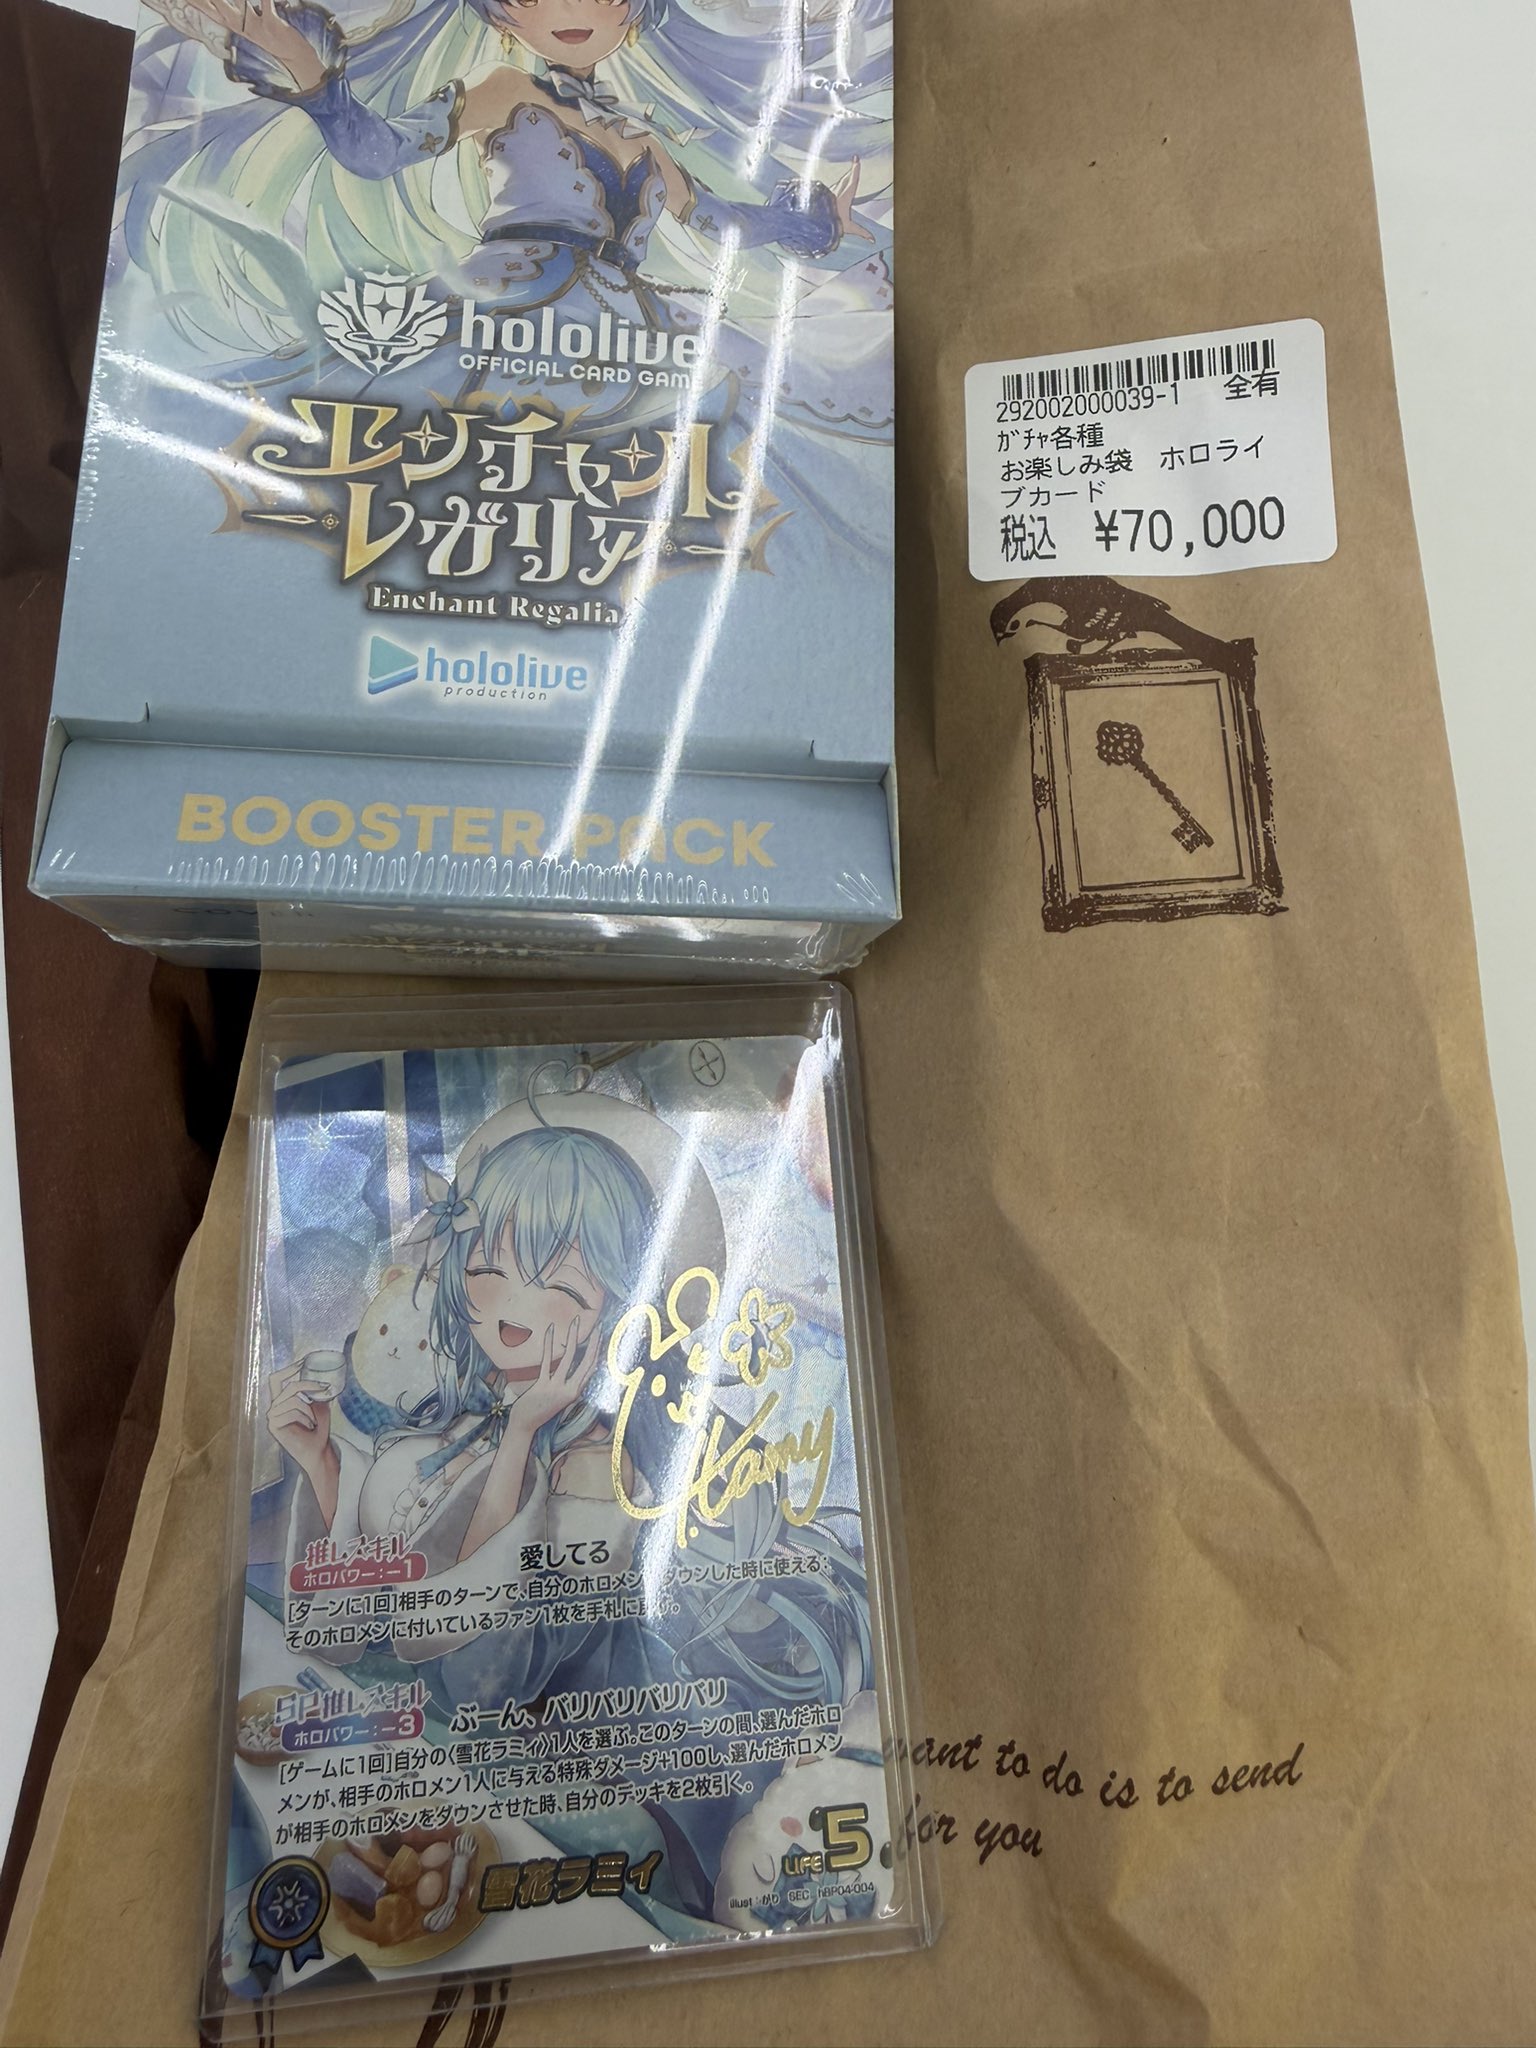 hololive
OFFICIAL CARD GAM
エンチャント
レガリア
Enchant Regalia
hololive
production
BOOSTER PACK
292002000039-1 全有
ｶﾞﾁｬ各種
お楽しみ袋 ホロライ
ブカード
税込 ¥70,000
Lamy
推しスキル
ホロパワー:-1
愛してる
[ターンに1回]相手のターンで、自分のホロメンがダウンした時に使える:
そのホロメンに付いているファン1枚を手札に戻す。
SP推しスキル
ホロパワー:-3
ぶーん、バリバリバリバリ
[ゲームに1回]自分の〈雪花ラミィ〉1人を選ぶ。このターンの間、選んだホロ
メンが、相手のホロメン1人に与える特殊ダメージ+100し、選んだホロメン
が相手のホロメンをダウンさせた時、自分のデッキを2枚引く。
LIFE 5
雪花ラミィ
illust:かり SEC hBP04-004
want to do is to send
for you